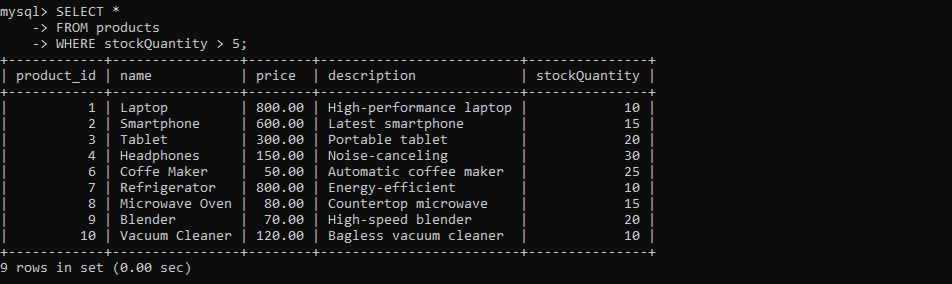 mysql> SELECT *
    -> FROM products
    -> WHERE stockQuantity > 5;
+------------+----------------+--------+-------------------------+---------------+
| product_id | name           | price  | description             | stockQuantity |
+------------+----------------+--------+-------------------------+---------------+
|          1 | Laptop         | 800.00 | High-performance laptop |            10 |
|          2 | Smartphone     | 600.00 | Latest smartphone       |            15 |
|          3 | Tablet         | 300.00 | Portable tablet         |            20 |
|          4 | Headphones     | 150.00 | Noise-canceling         |            30 |
|          6 | Coffe Maker    |  50.00 | Automatic coffee maker  |            25 |
|          7 | Refrigerator   | 800.00 | Energy-efficient        |            10 |
|          8 | Microwave Oven |  80.00 | Countertop microwave    |            15 |
|          9 | Blender        |  70.00 | High-speed blender      |            20 |
|         10 | Vacuum Cleaner | 120.00 | Bagless vacuum cleaner  |            10 |
+------------+----------------+--------+-------------------------+---------------+
9 rows in set (0.00 sec)